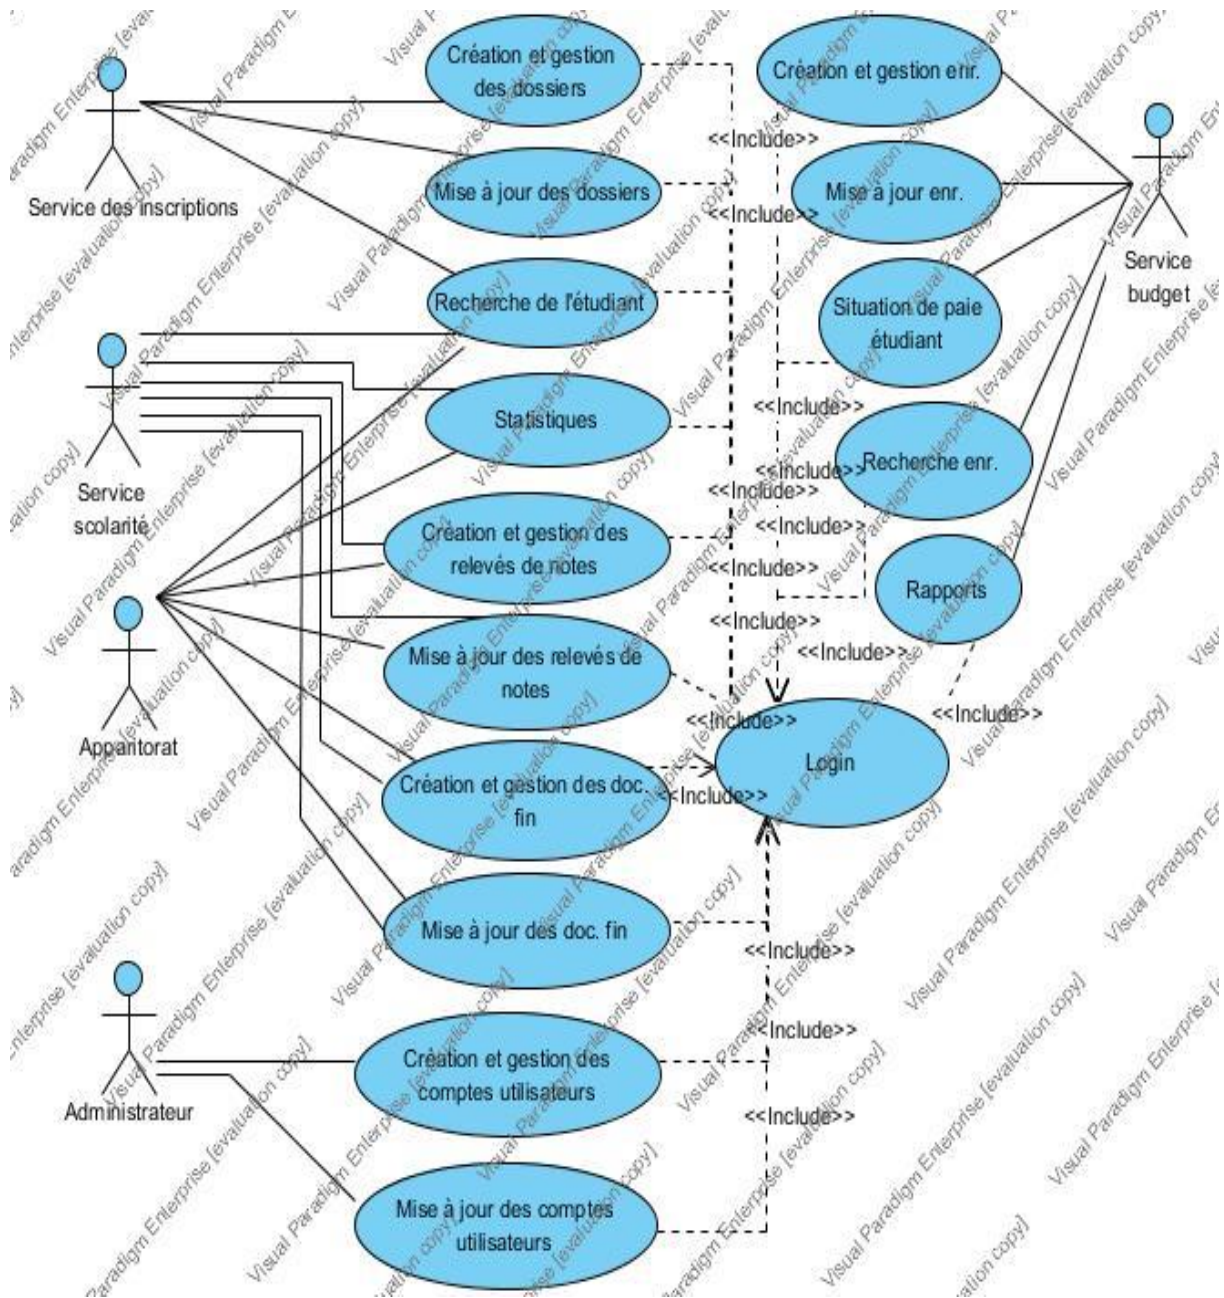 Création et gestion
des dossiers
Création et gestion enr.
<<Include>>
Mise à jour des dossiers
Mise à jour enr.
Service des inscriptions
<<Include>>
Service
budget
Recherche de l'étudiant
Situation de paie
étudiant
Statistiques
<<Include>>
<<Include>>
Recherche enr.
Service
scolarité
<<Include>>
<<Include>>
Création et gestion des
relevés de notes
<<Include>>
Rapports
<<Include>>
<<Include>>
Mise à jour des relevés de
notes
<<Include>>
<<Include>>
Apparitorat
Login
Création et gestion des doc.
fin
<<Include>>
Mise à jour des doc. fin
<<Include>>
<<Include>>
Création et gestion des
comptes utilisateurs
Administrateur
<<Include>>
Mise à jour des comptes
utilisateurs
Visual Paradigm Enterprise [evaluation copy]